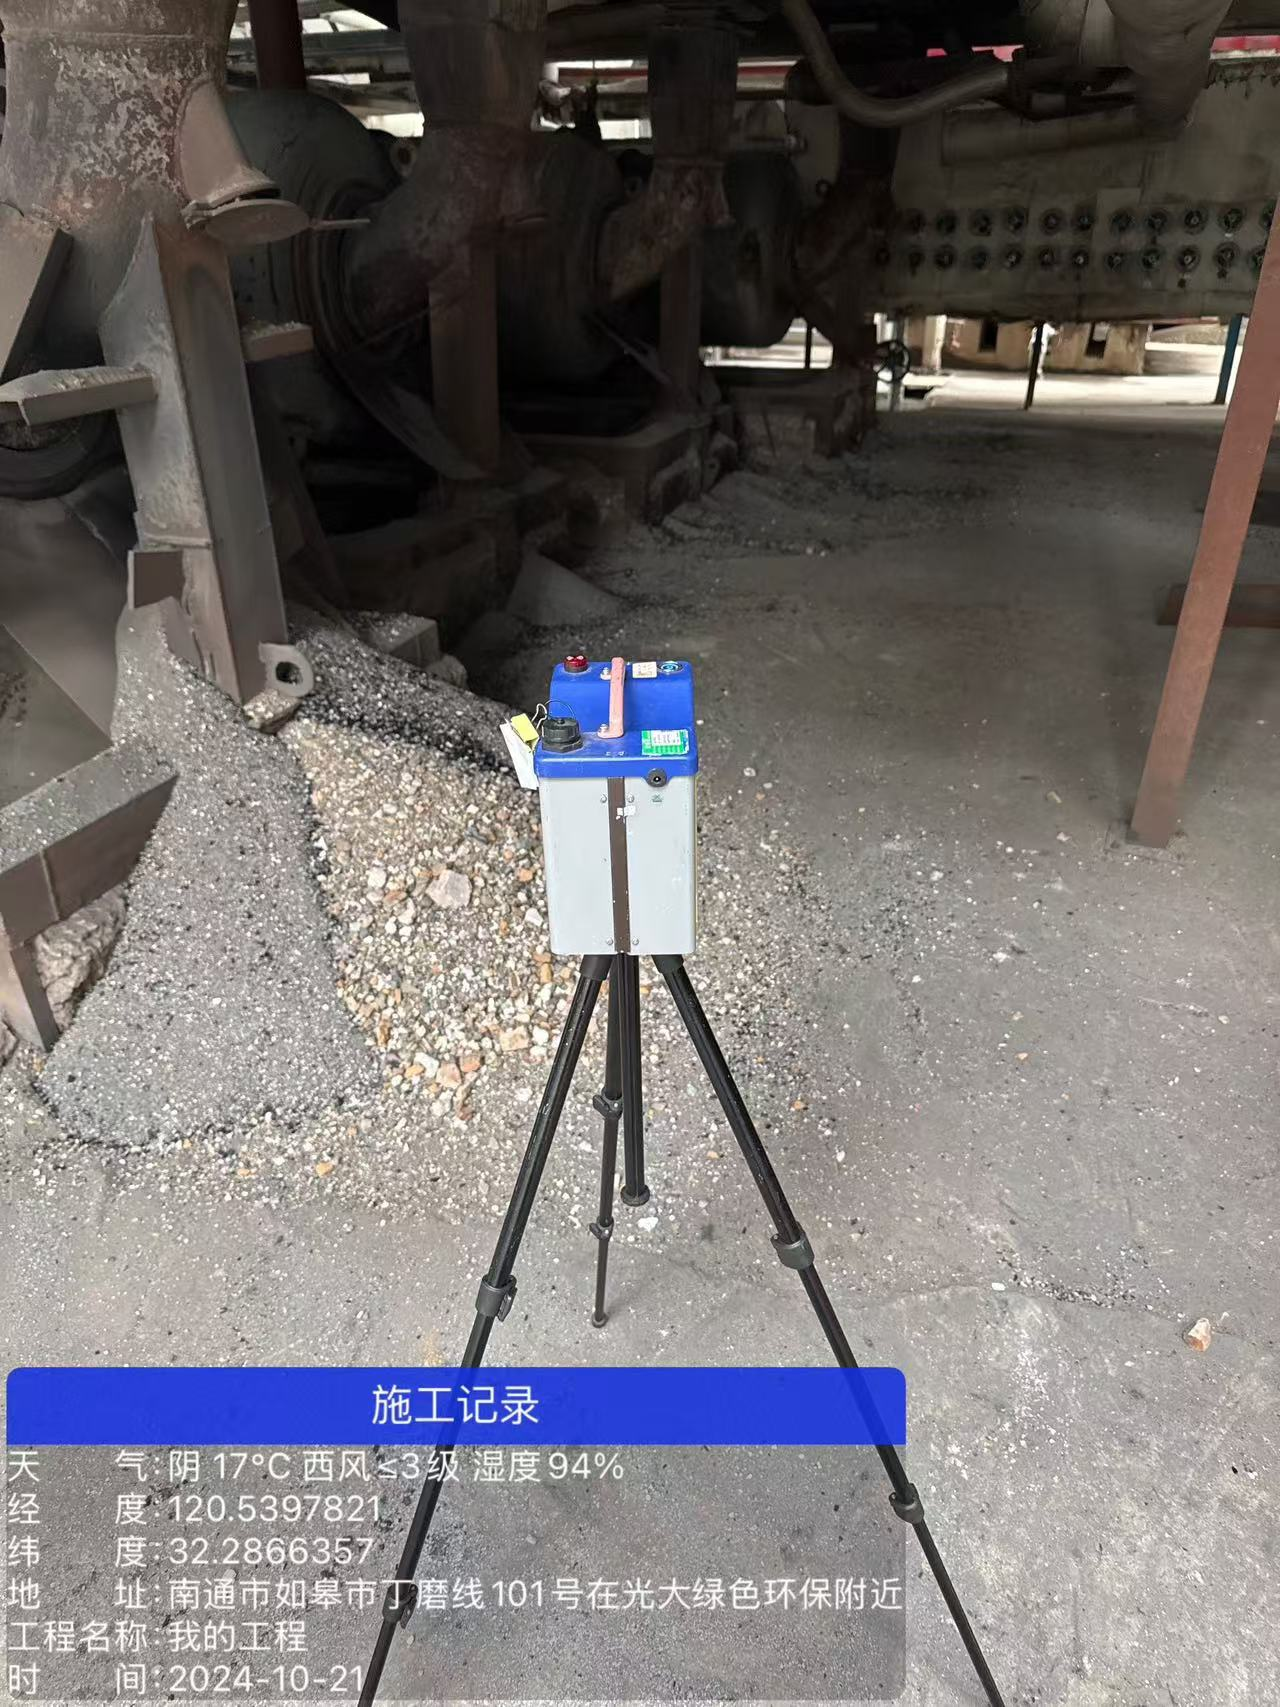 施工记录
天 气:阴 17°C 西风≤3级 湿度94%
经 度:120.5397821
纬 度:32.2866357
地 址:南通市如皋市丁磨线101号在光大绿色环保附近
工程名称:我的工程
时 间:2024-10-21